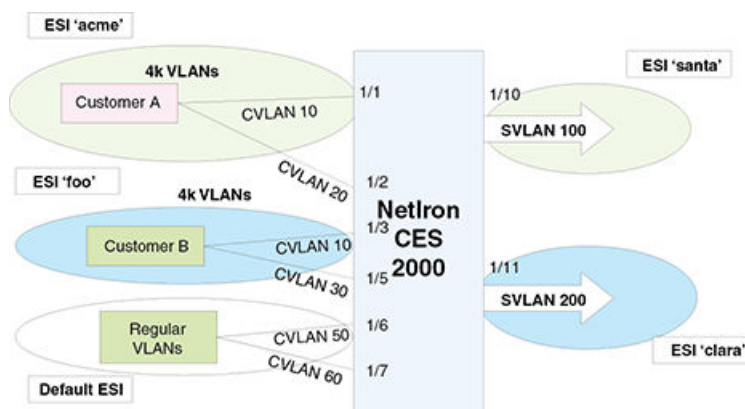 ESI ‘acme’
4k VLANs
Customer A
CVLAN 10
CVLAN 20
1/1
1/2
ESI ‘foo’
4k VLANs
Customer B
CVLAN 10
CVLAN 30
1/3
1/5
Regular
VLANs
CVLAN 50
CVLAN 60
1/6
1/7
Default ESI
NetIron
CES
2000
ESI ‘santa’
1/10
SVLAN 100
1/11
SVLAN 200
ESI ‘clara’